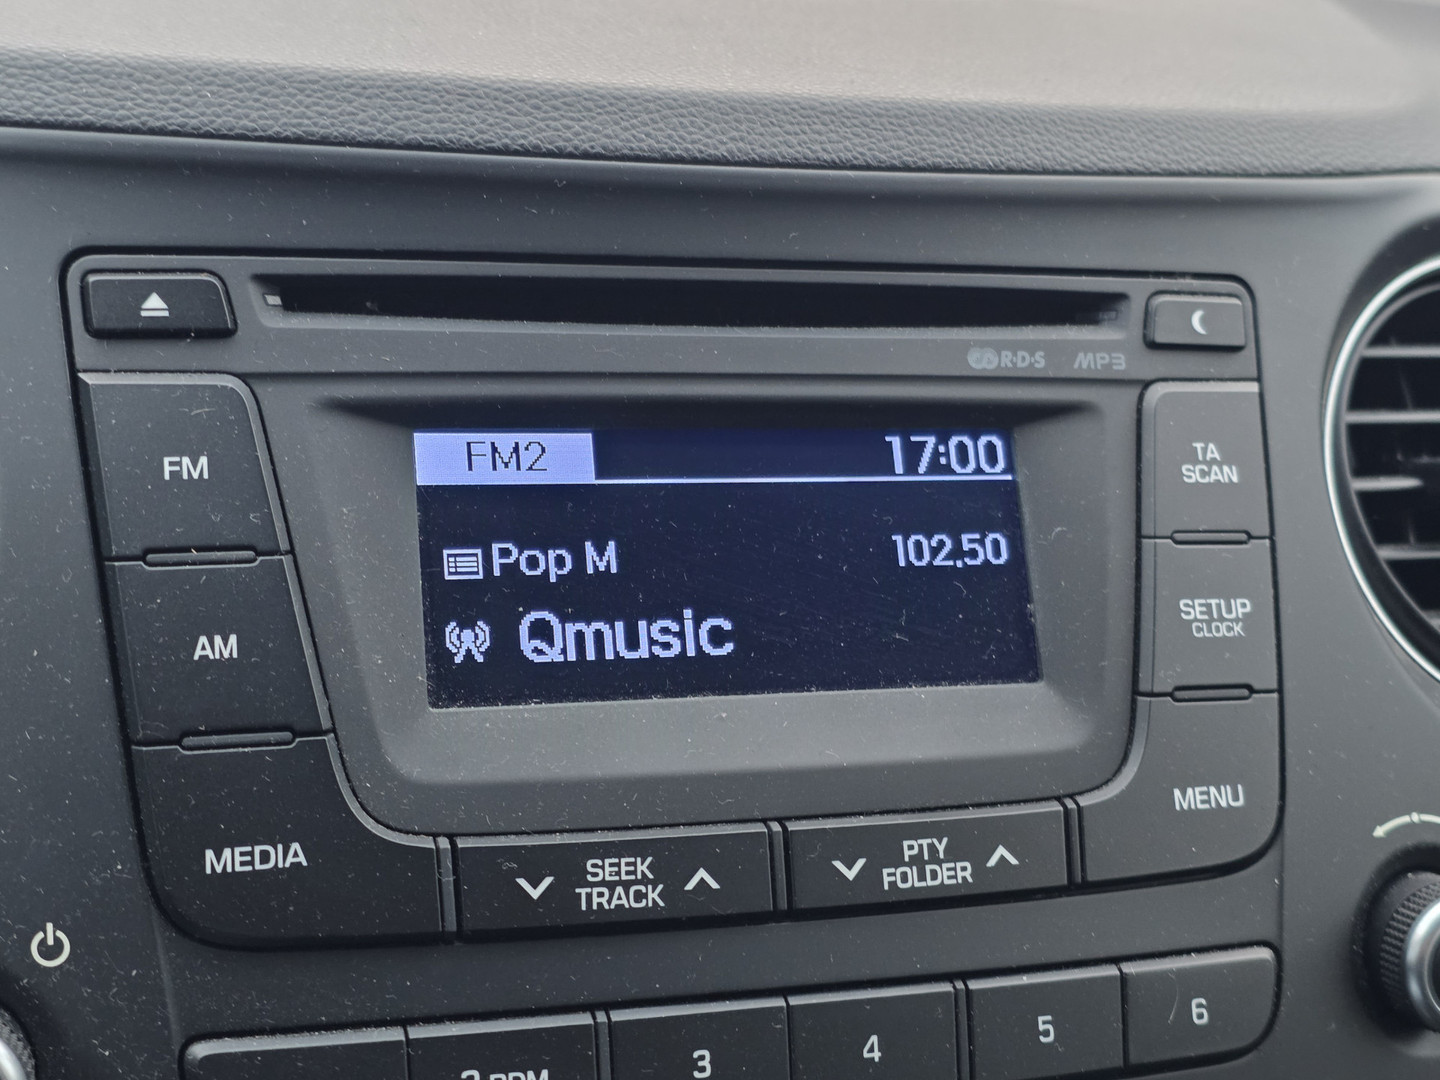 R·D·S MP3
FM2 17:00
Pop M 102.50
Qmusic
FM
AM
MEDIA
TA
SCAN
SETUP
CLOCK
MENU
SEEK
TRACK
PTY
FOLDER
3
4
5
6